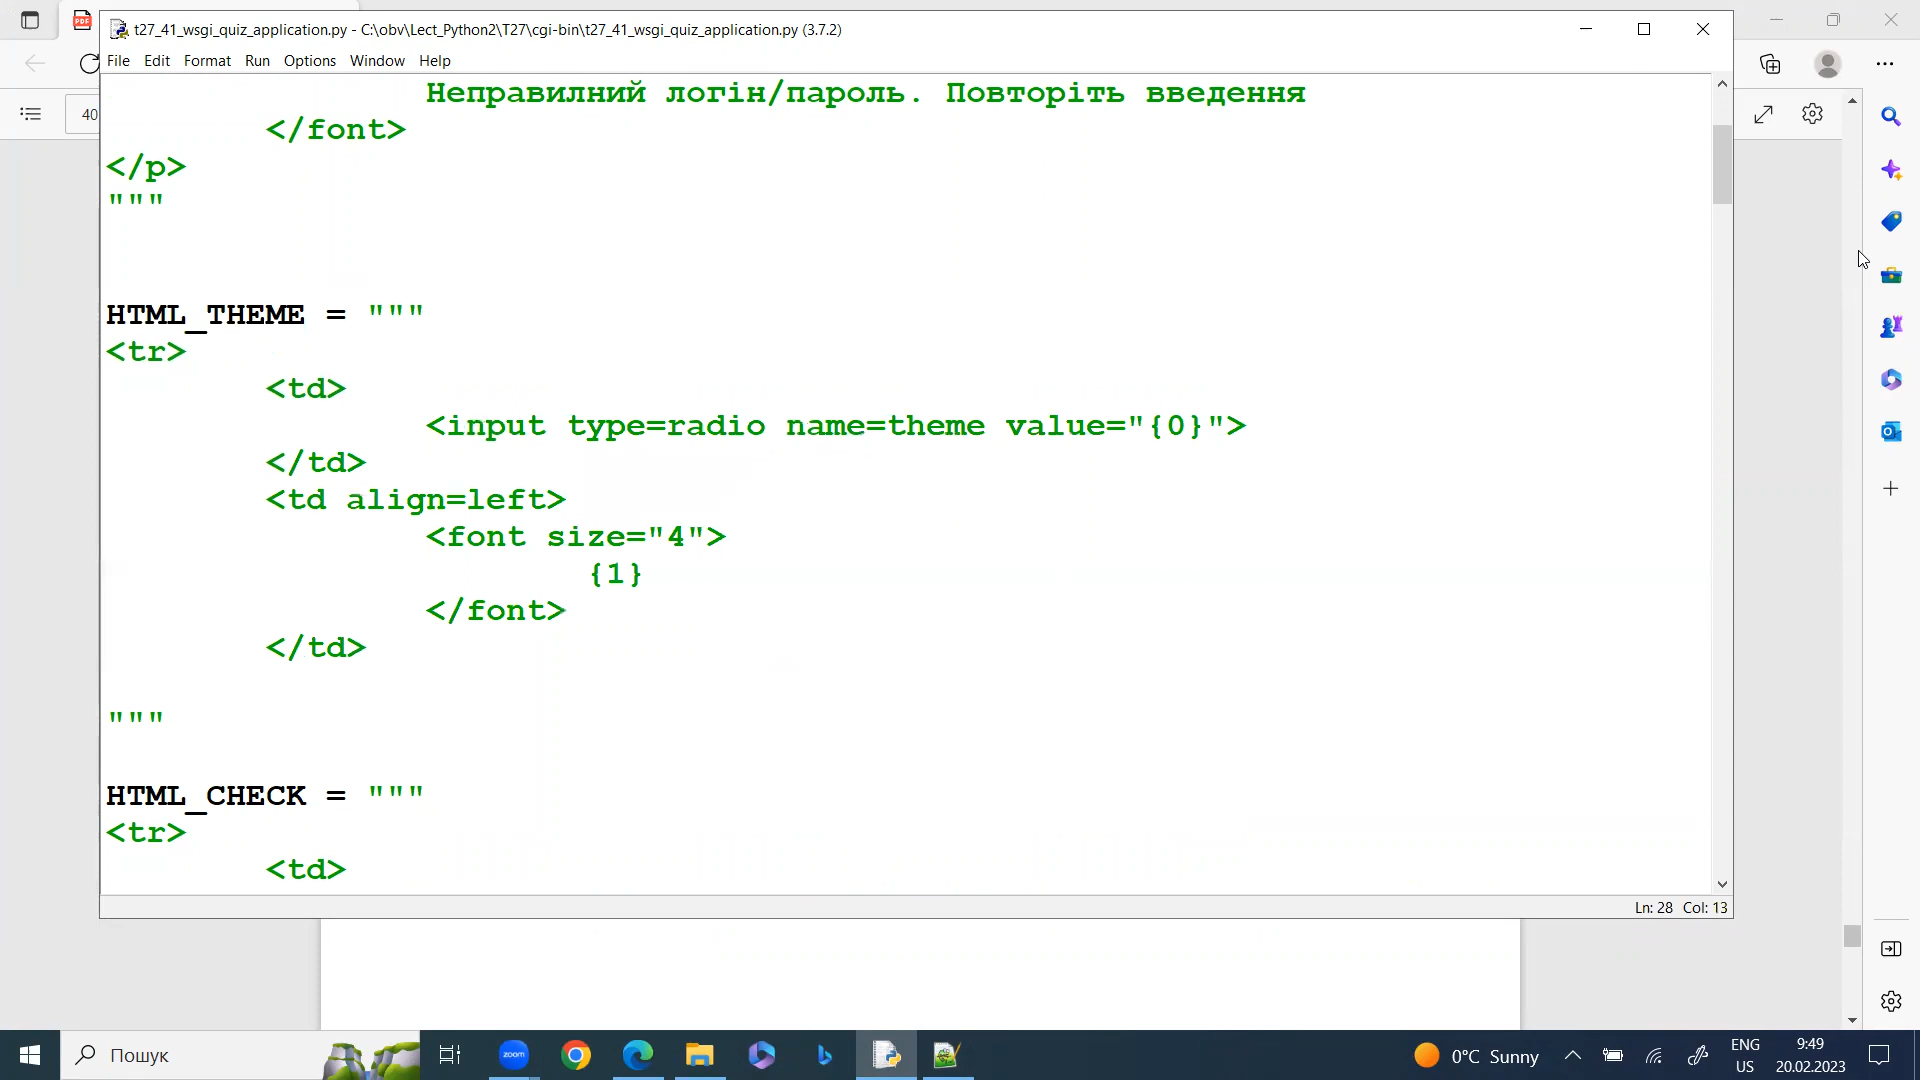 t27_41_wsgi_quiz_application.py - C:\obv\Lect_Python2\T27\cgi-bin\t27_41_wsgi_quiz_application.py (3.7.2)
File Edit Format Run Options Window Help
40
Неправилний логін/пароль. Повторіть введення
</font>
</p>
"""
HTML_THEME = """
<tr>
<td>
<input type=radio name=theme value="{0}">
</td>
<td align=left>
<font size="4">
{1}
</font>
</td>
"""
HTML_CHECK = """
<tr>
<td>
Ln: 28 Col: 13
Пошук
zoom
0°C Sunny
ENG
US
9:49
20.02.2023